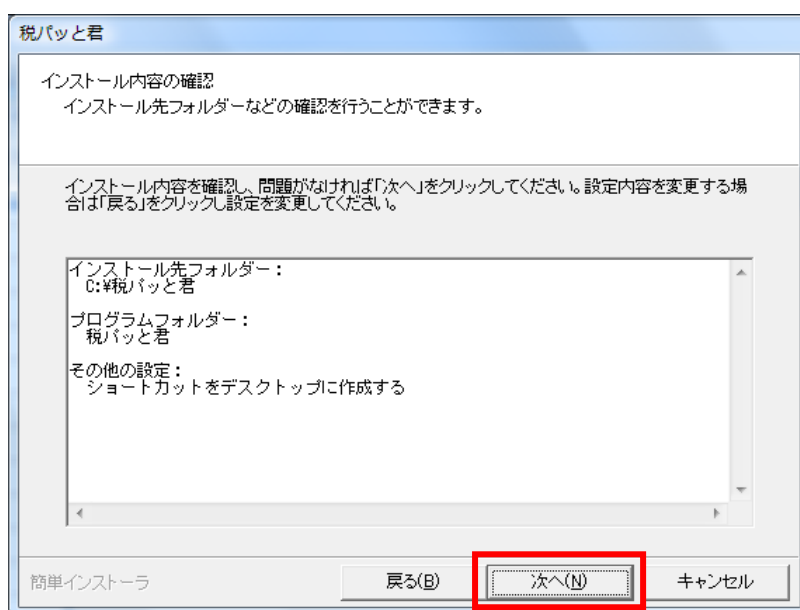 税パッと君
インストール内容の確認
インストール先フォルダーなどの確認を行うことができます。
インストール内容を確認し、問題がなければ「次へ」をクリックしてください。設定内容を変更する場
合は「戻る」をクリックし設定を変更してください。
インストール先フォルダー：
C:¥税パッと君
プログラムフォルダー：
税パッと君
その他の設定：
ショートカットをデスクトップに作成する
簡単インストーラ
戻る(B)
次へ(N)
キャンセル